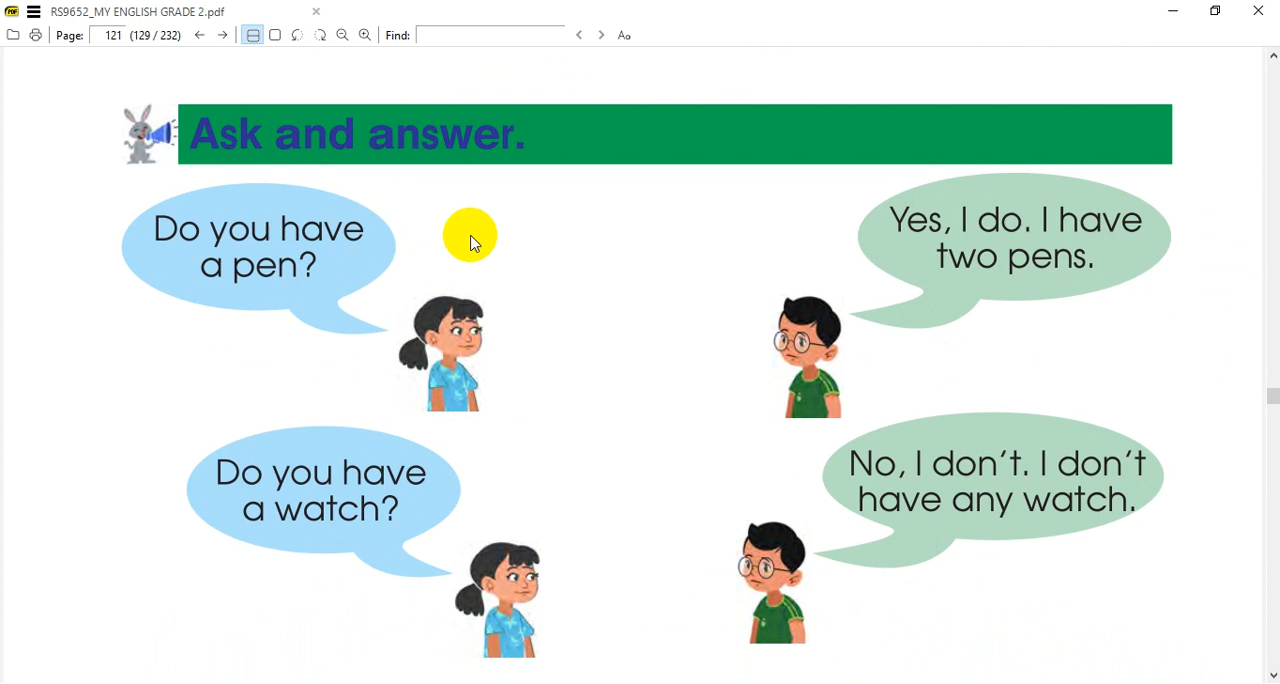 RS9652_MY ENGLISH GRADE 2.pdf
Page: 121 (129 / 232) Find:
Ask and answer.
Do you have
a pen?
Yes, I do. I have
two pens.
Do you have
a watch?
No, I don't. I don't
have any watch.